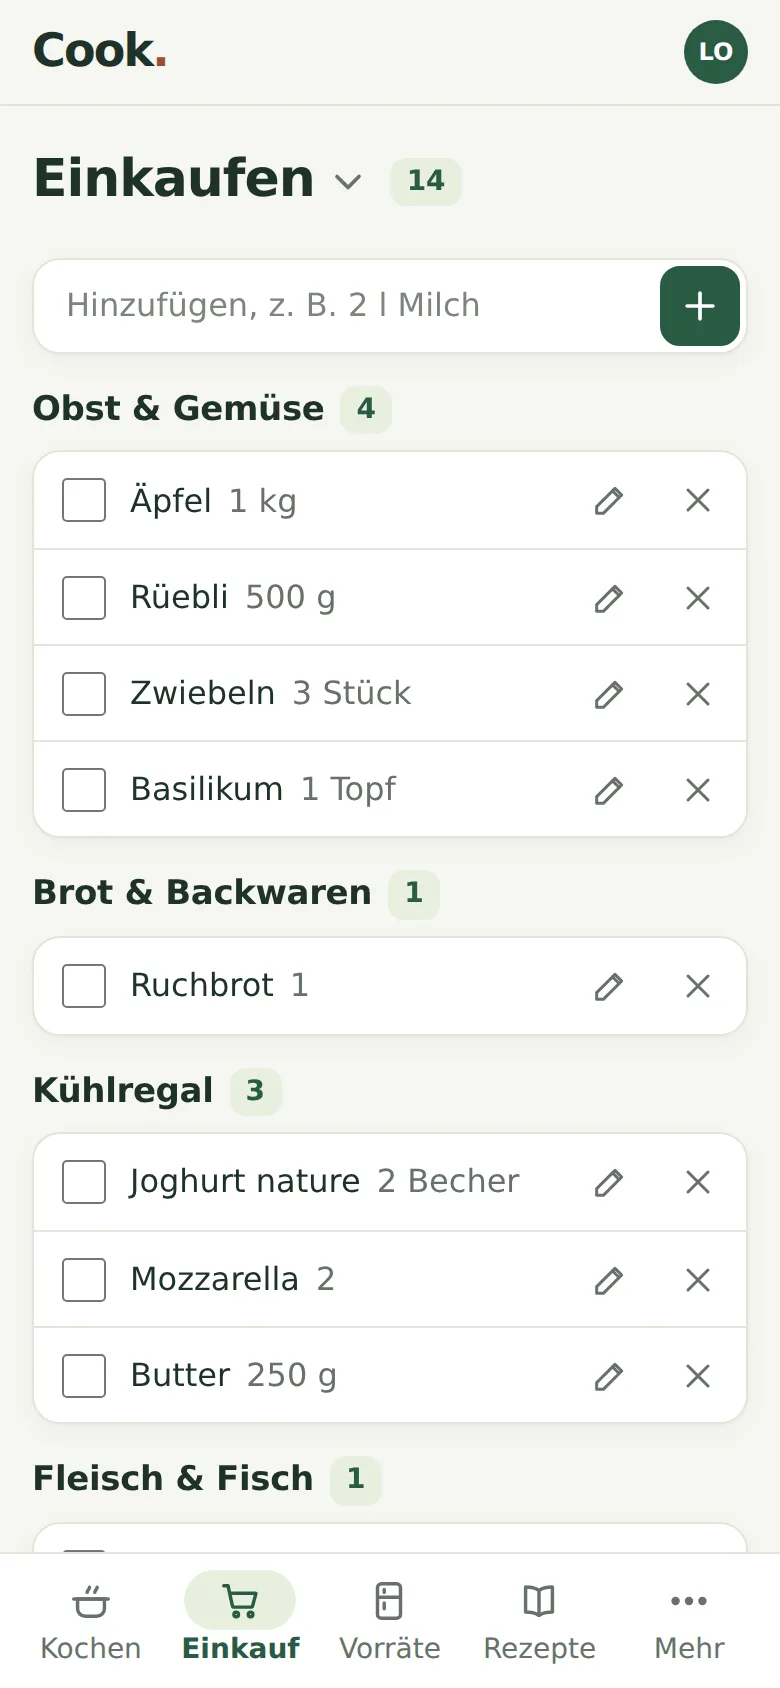 Cook.
LO
Einkaufen 14
Hinzufügen, z. B. 2 l Milch
Obst & Gemüse 4
Äpfel 1 kg
Rüebli 500 g
Zwiebeln 3 Stück
Basilikum 1 Topf
Brot & Backwaren 1
Ruchbrot 1
Kühlregal 3
Joghurt nature 2 Becher
Mozzarella 2
Butter 250 g
Fleisch & Fisch 1
Kochen Einkauf Vorräte Rezepte Mehr